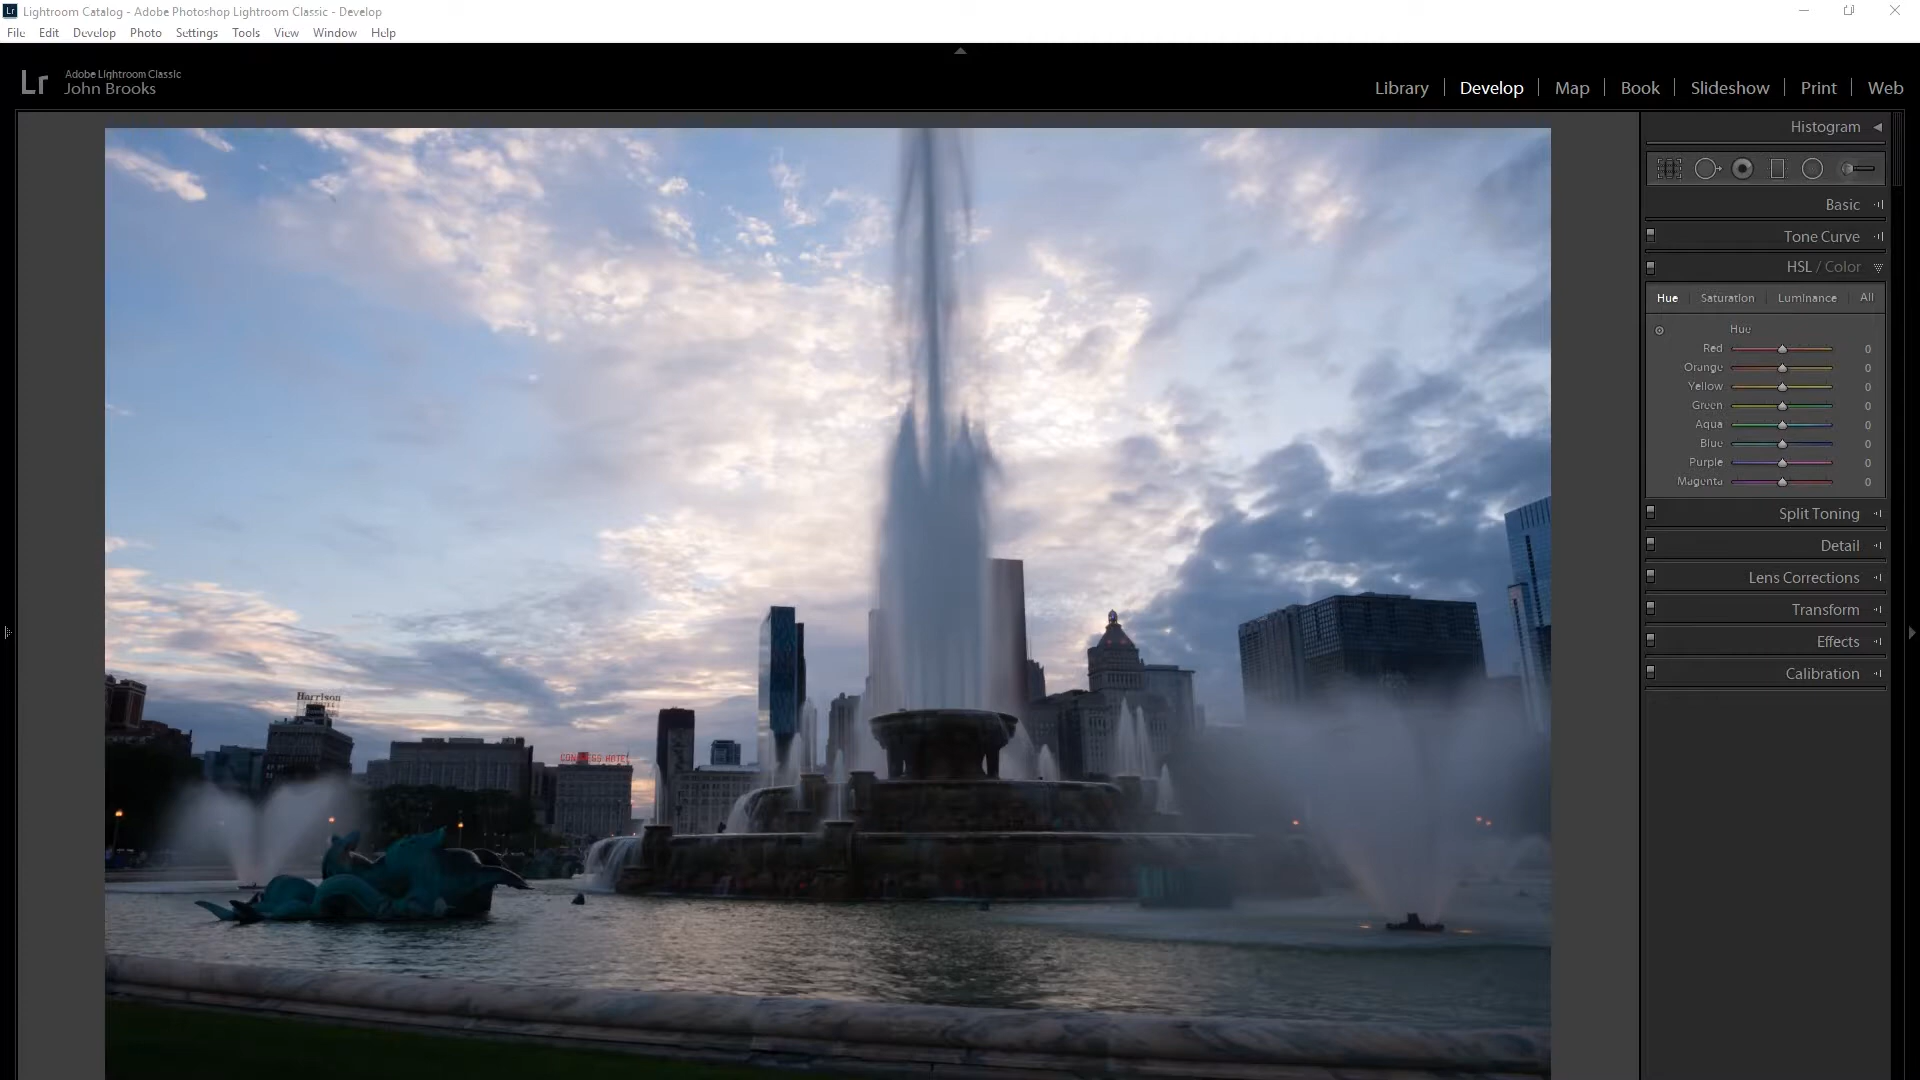 Lr Lightroom Catalog - Adobe Photoshop Lightroom Classic - Develop
File Edit Develop Photo Settings Tools View Window Help
Lr Adobe Lightroom Classic
John Brooks
Library Develop Map Book Slideshow Print Web
Histogram
Basic
Tone Curve
HSL / Color
Hue Saturation Luminance All
Hue
Red 0
Orange 0
Yellow 0
Green 0
Aqua 0
Blue 0
Purple 0
Magenta 0
Split Toning
Detail
Lens Corrections
Transform
Effects
Calibration
Harrison
CONGRESS HOTEL